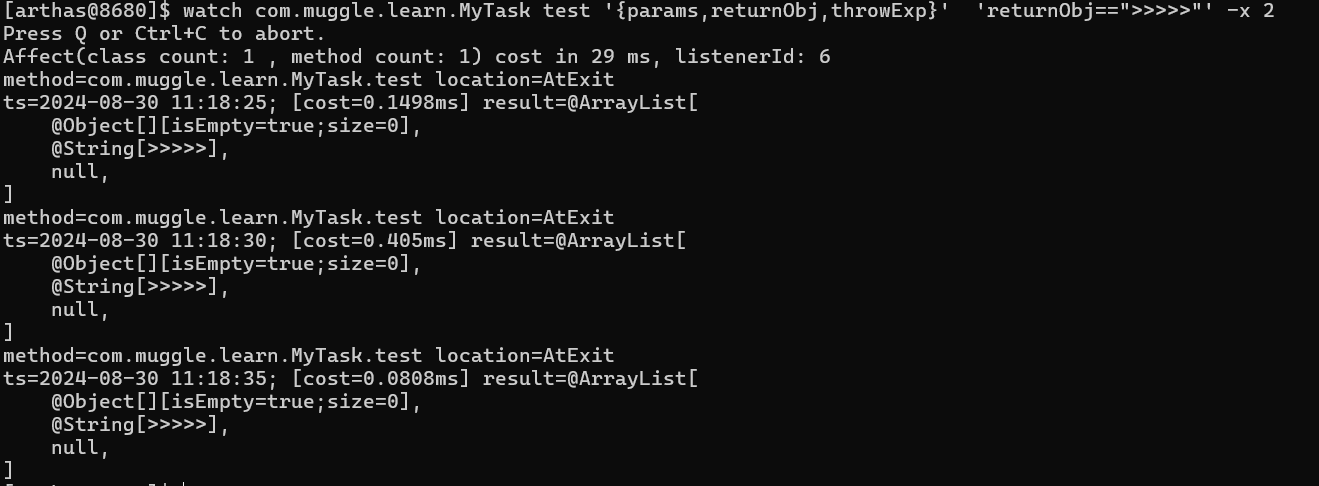 [arthas@8680]$ watch com.muggle.learn.MyTask test '{params,returnObj,throwExp}'  'returnObj==">>>>>"' -x 2
Press Q or Ctrl+C to abort.
Affect(class count: 1 , method count: 1) cost in 29 ms, listenerId: 6
method=com.muggle.learn.MyTask.test location=AtExit
ts=2024-08-30 11:18:25; [cost=0.1498ms] result=@ArrayList[
    @Object[][isEmpty=true;size=0],
    @String[>>>>>],
    null,
]
method=com.muggle.learn.MyTask.test location=AtExit
ts=2024-08-30 11:18:30; [cost=0.405ms] result=@ArrayList[
    @Object[][isEmpty=true;size=0],
    @String[>>>>>],
    null,
]
method=com.muggle.learn.MyTask.test location=AtExit
ts=2024-08-30 11:18:35; [cost=0.0808ms] result=@ArrayList[
    @Object[][isEmpty=true;size=0],
    @String[>>>>>],
    null,
]